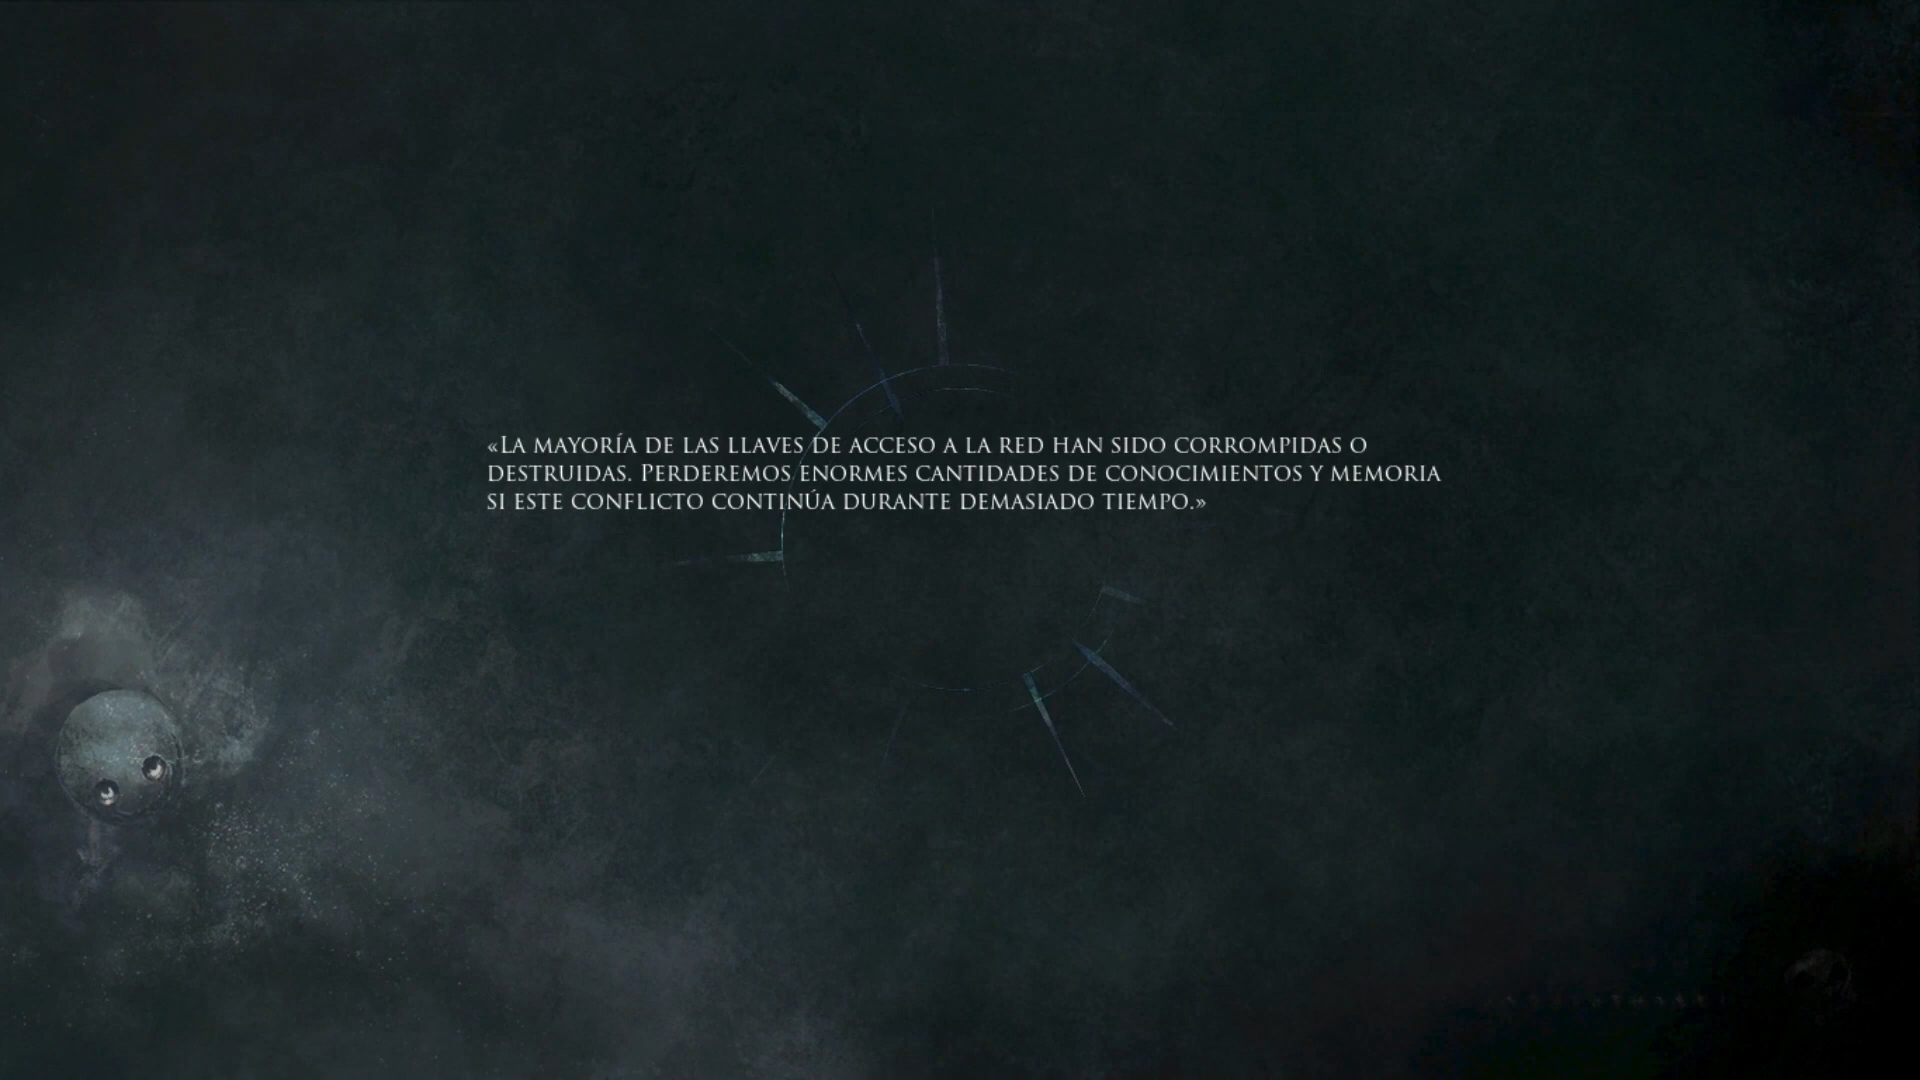 «La mayoría de las llaves de acceso a la red han sido corrompidas o
destruidas. Perderemos enormes cantidades de conocimientos y memoria
si este conflicto continúa durante demasiado tiempo.»